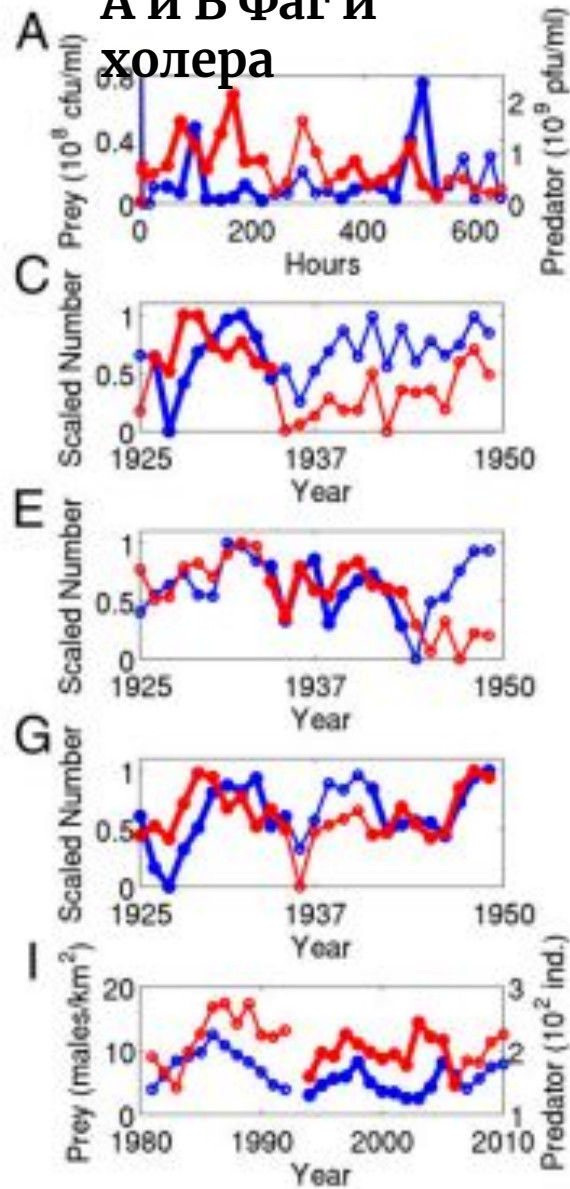 А и В Фаг и
холера
A
Prey (10⁸ cfu/ml)
0.8
0.4
0
2
1
0
Predator (10⁹ pfu/ml)
0 200 400 600
Hours
C
Scaled Number
1
0.5
0
1925 1937 1950
Year
E
Scaled Number
1
0.5
0
1925 1937 1950
Year
G
Scaled Number
1
0.5
0
1925 1937 1950
Year
I
Prey (males/km²)
20
10
0
3
2
1
Predator (10² ind.)
1980 1990 2000 2010
Year